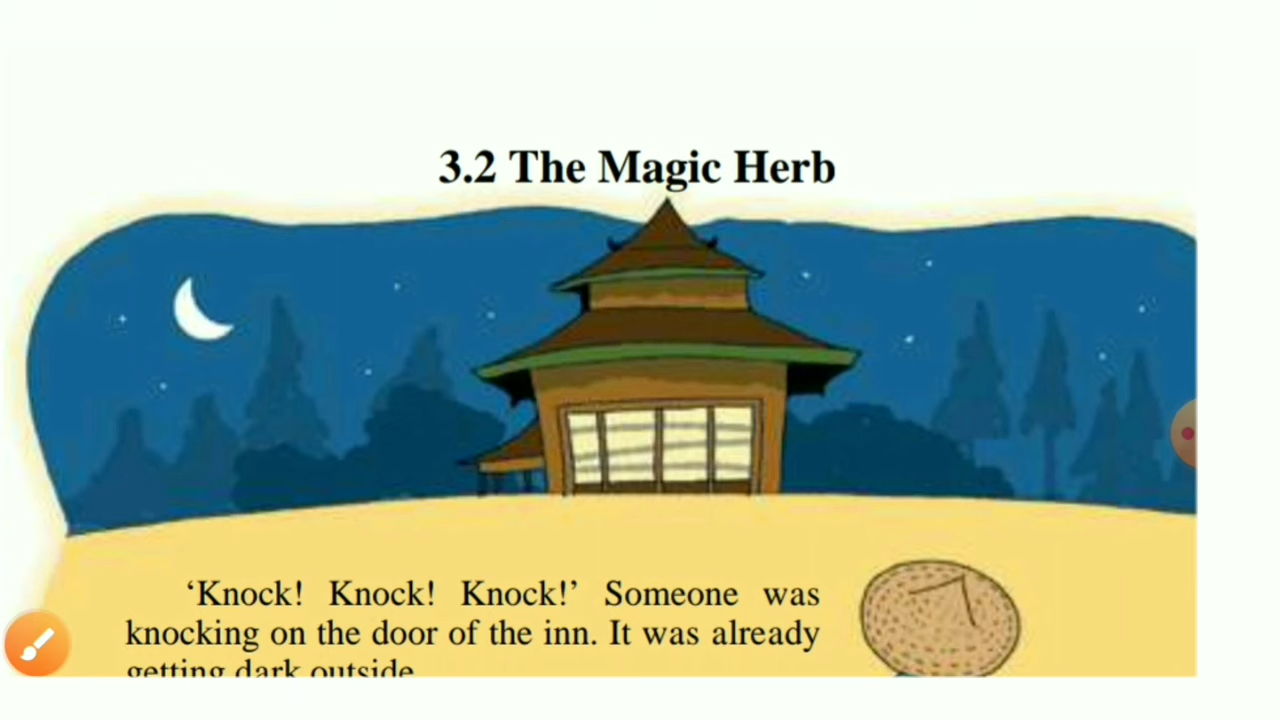 3.2 The Magic Herb
‘Knock! Knock! Knock!’ Someone was
knocking on the door of the inn. It was already
getting dark outside.